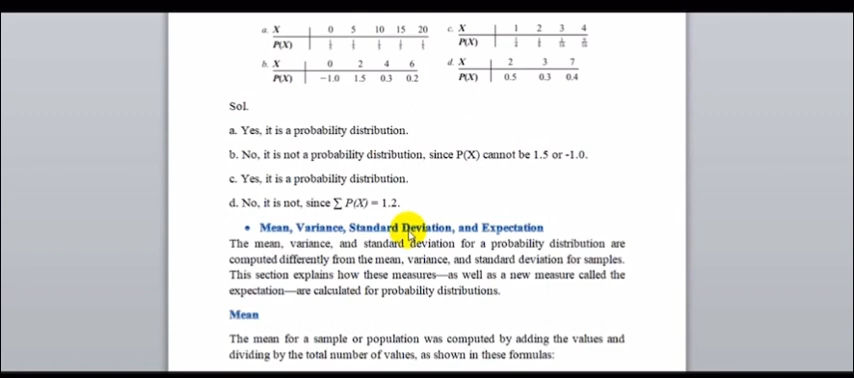 a. X 0 5 10 15 20
P(X)
c. X 1 2 3 4
P(X)
b. X 0 2 4 6
P(X) −1.0 1.5 0.3 0.2
d. X 2 3 7
P(X) 0.5 0.3 0.4
Sol.
a. Yes, it is a probability distribution.
b. No, it is not a probability distribution, since P(X) cannot be 1.5 or -1.0.
c. Yes, it is a probability distribution.
d. No, it is not, since ∑ P(X) = 1.2.
• Mean, Variance, Standard Deviation, and Expectation
The mean, variance, and standard deviation for a probability distribution are
computed differently from the mean, variance, and standard deviation for samples.
This section explains how these measures—as well as a new measure called the
expectation—are calculated for probability distributions.
Mean
The mean for a sample or population was computed by adding the values and
dividing by the total number of values, as shown in these formulas: